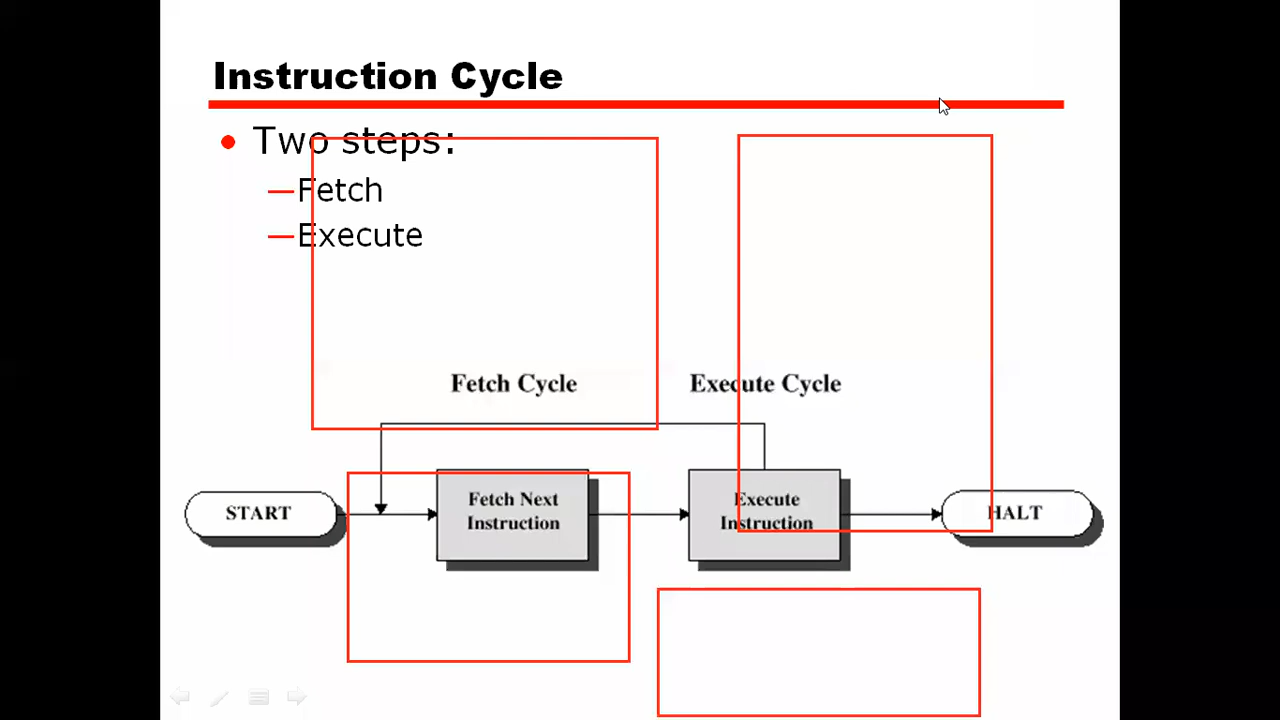 Instruction Cycle
• Two steps:
—Fetch
—Execute
Fetch Cycle
Execute Cycle
START
Fetch Next
Instruction
Execute
Instruction
HALT